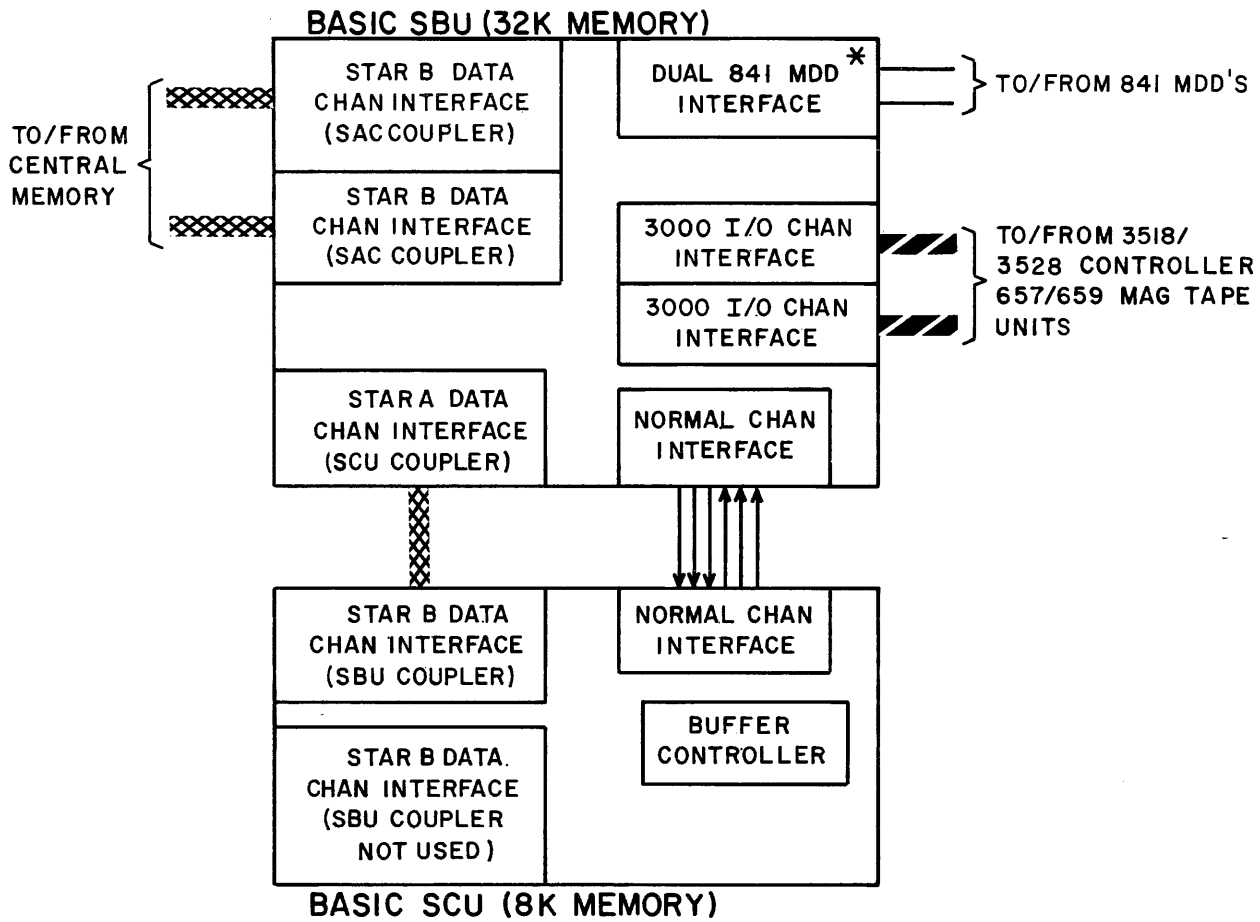 BASIC SBU (32K MEMORY)
STAR B DATA
CHAN INTERFACE
(SAC COUPLER)
DUAL 841 MDD *
INTERFACE
TO/FROM 841 MDD'S
TO/FROM
CENTRAL
MEMORY
STAR B DATA
CHAN INTERFACE
(SAC COUPLER)
3000 I/O CHAN
INTERFACE
3000 I/O CHAN
INTERFACE
TO/FROM 3518/
3528 CONTROLLER
657/659 MAG TAPE
UNITS
STAR A DATA
CHAN INTERFACE
(SCU COUPLER)
NORMAL CHAN
INTERFACE
STAR B DATA
CHAN INTERFACE
(SBU COUPLER)
NORMAL CHAN
INTERFACE
BUFFER
CONTROLLER
STAR B DATA.
CHAN INTERFACE
(SBU COUPLER
NOT USED)
BASIC SCU (8K MEMORY)